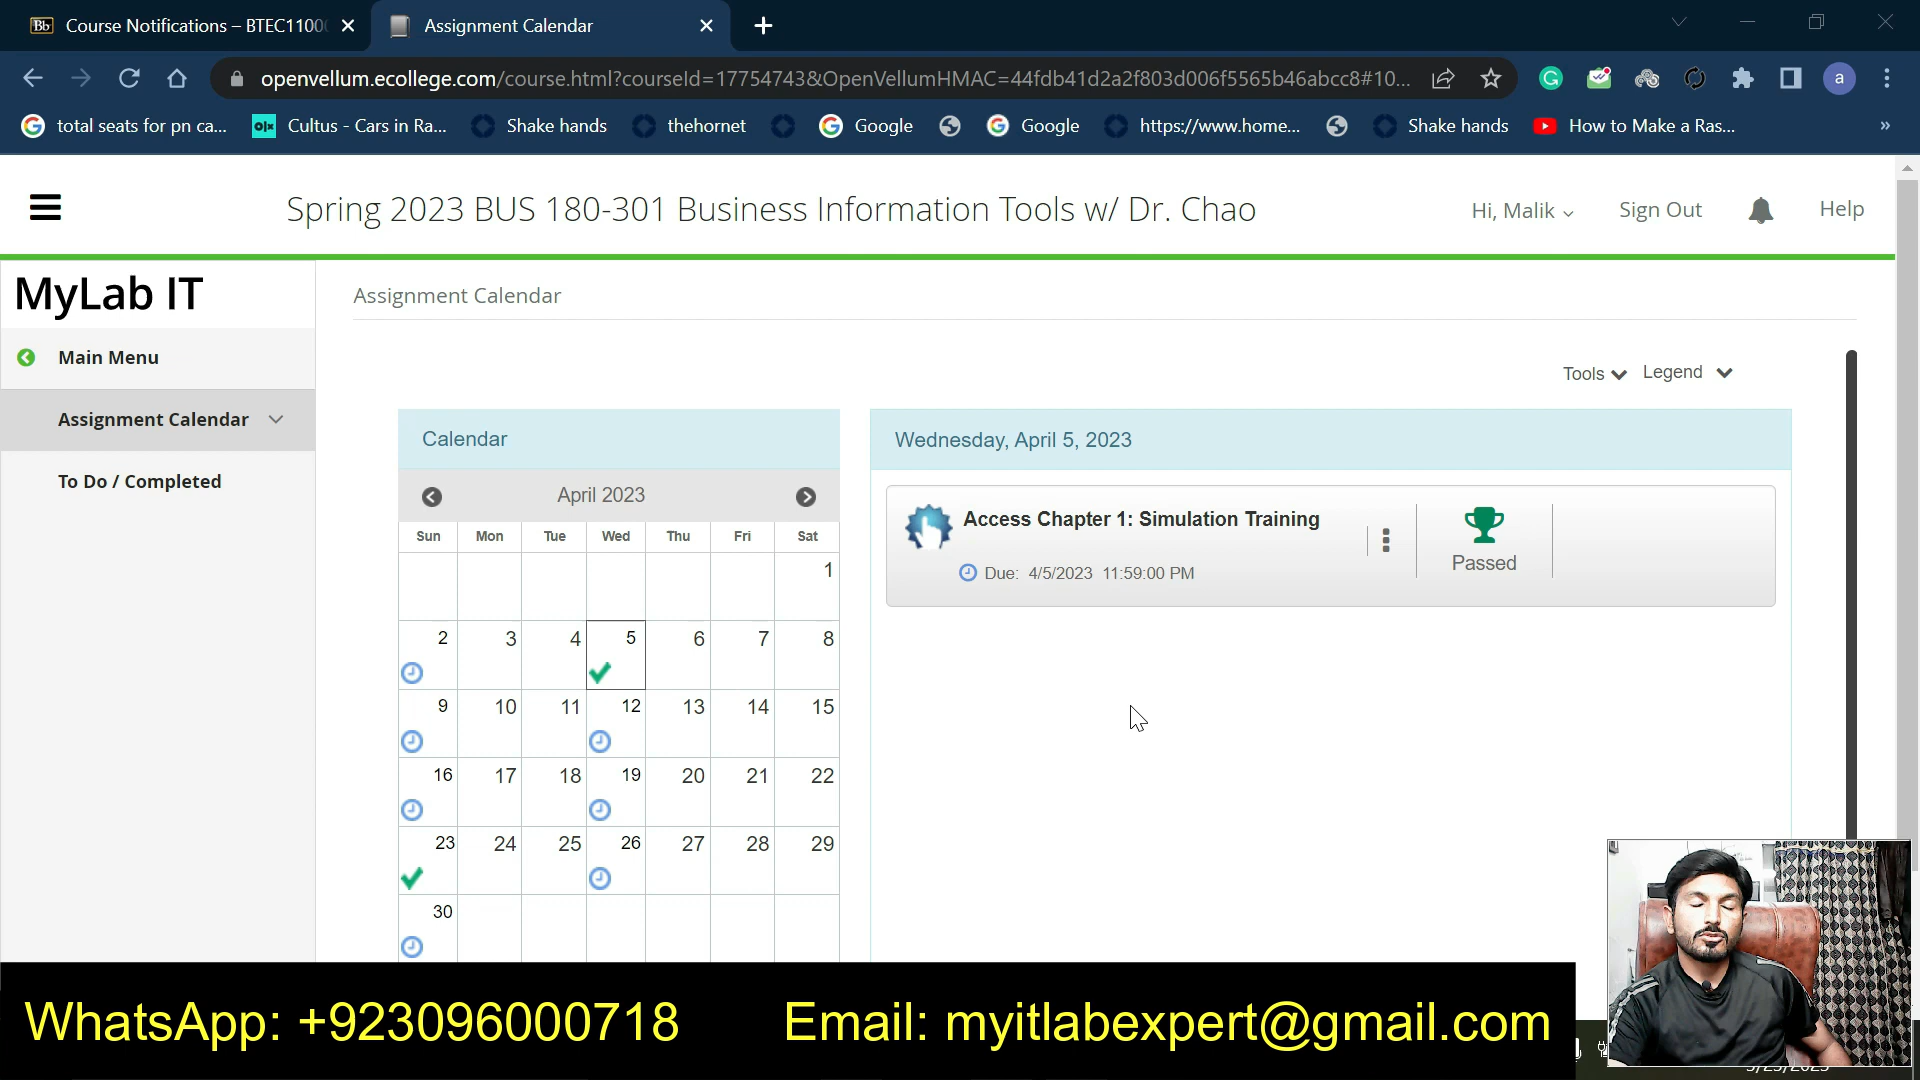 Bb Course Notifications – BTEC1100
Assignment Calendar
openvellum.ecollege.com/course.html?courseId=17754743&OpenVellumHMAC=44fdb41d2a2f803d006f5565b46abcc8#10...
a
total seats for pn ca...
olx Cultus - Cars in Ra...
Shake hands
thehornet
Google
Google
https://www.home...
Shake hands
How to Make a Ras...
»
Spring 2023 BUS 180-301 Business Information Tools w/ Dr. Chao
Hi, Malik
Sign Out
Help
MyLab IT
Main Menu
Assignment Calendar
To Do / Completed
Assignment Calendar
Tools
Legend
Calendar
April 2023
Sun Mon Tue Wed Thu Fri Sat
1
2 3 4 5 6 7 8
9 10 11 12 13 14 15
16 17 18 19 20 21 22
23 24 25 26 27 28 29
30
Wednesday, April 5, 2023
Access Chapter 1: Simulation Training
Due: 4/5/2023 11:59:00 PM
Passed
WhatsApp: +923096000718
Email: myitlabexpert@gmail.com